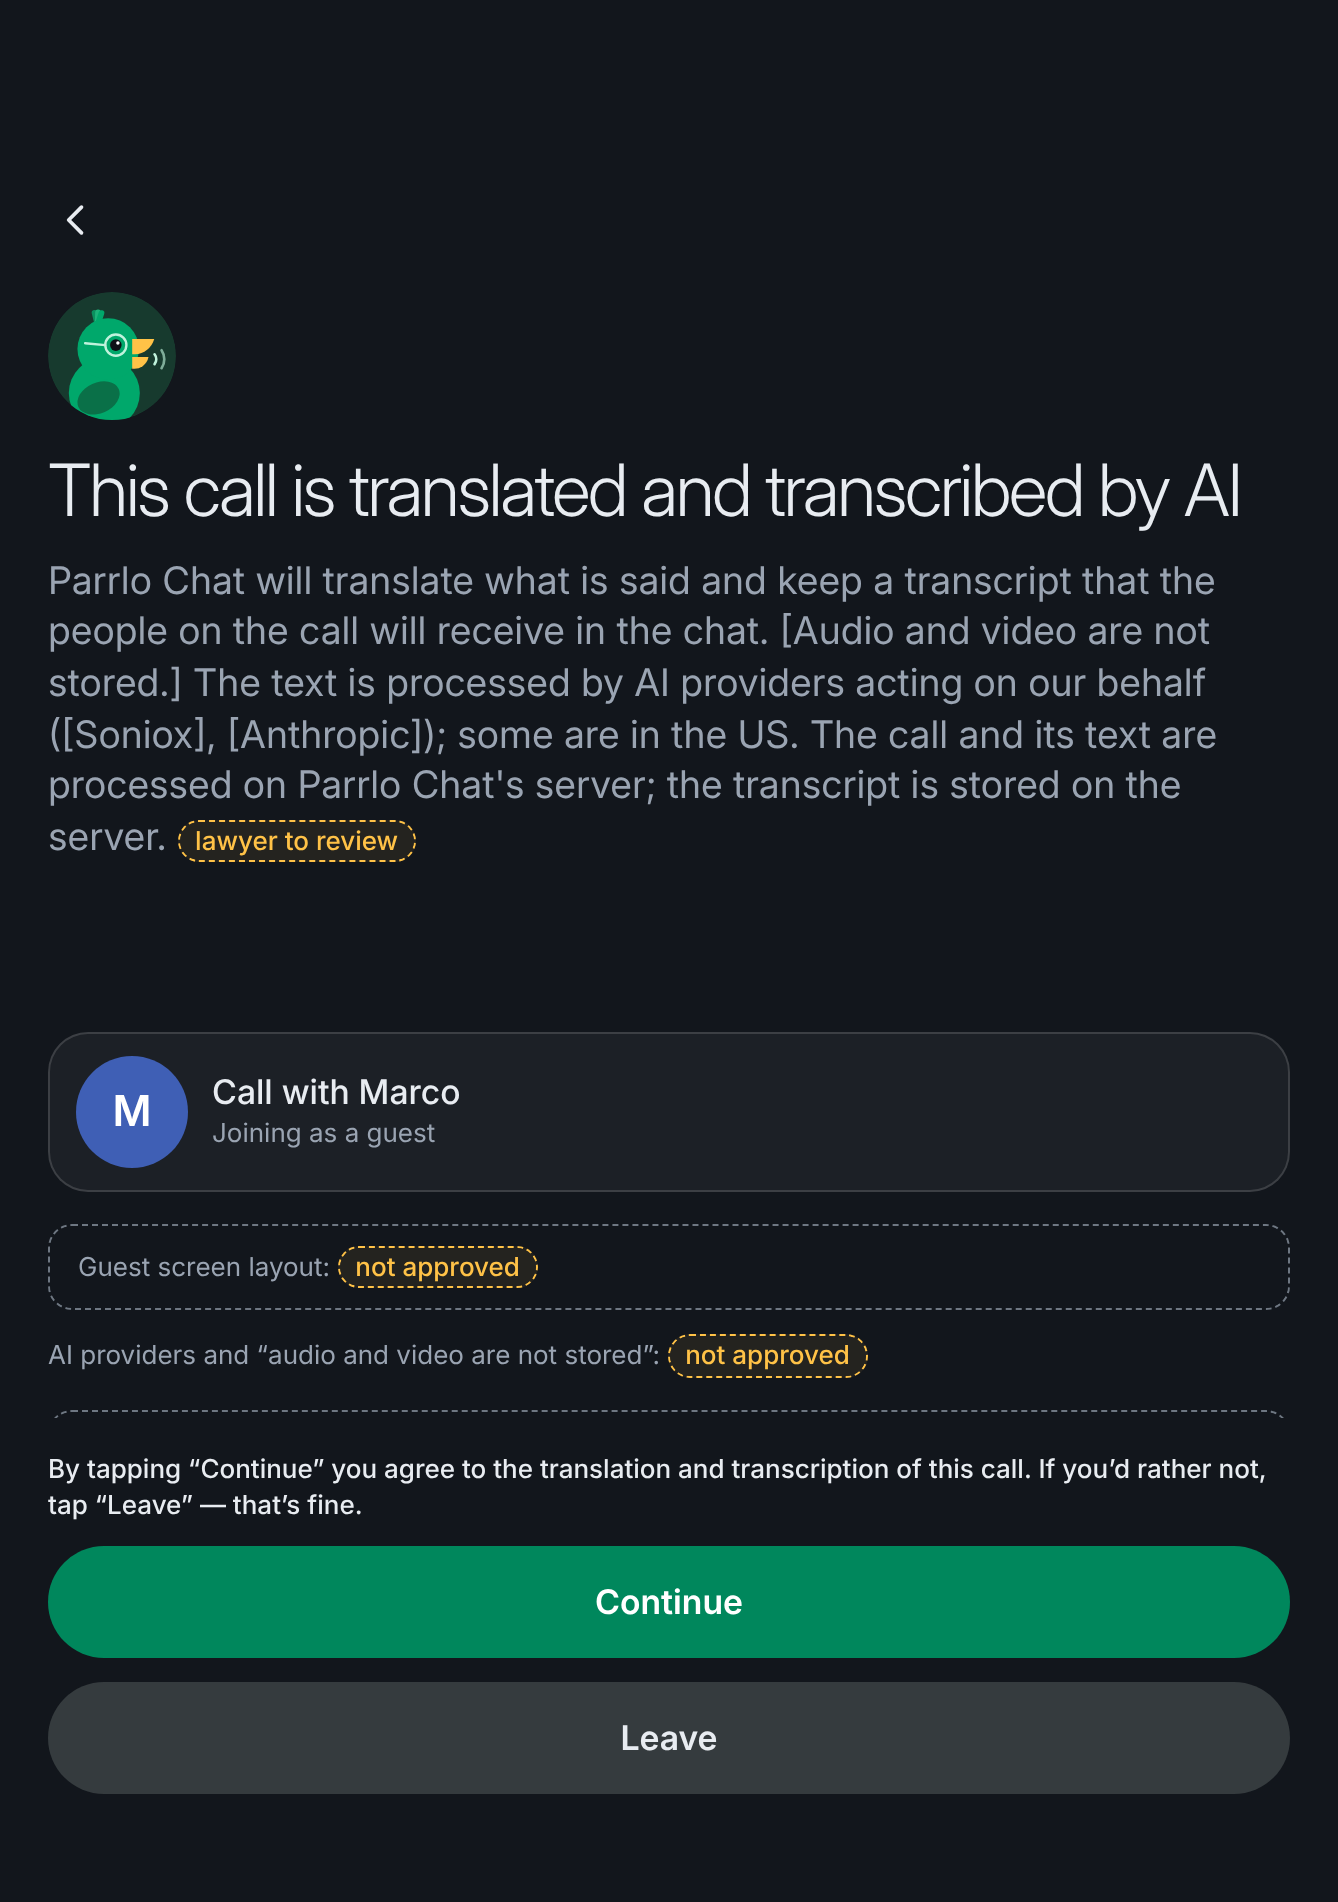 This call is translated and transcribed by AI
Parrlo Chat will translate what is said and keep a transcript that the
people on the call will receive in the chat. [Audio and video are not
stored.] The text is processed by AI providers acting on our behalf
([Soniox], [Anthropic]); some are in the US. The call and its text are
processed on Parrlo Chat's server; the transcript is stored on the
server. lawyer to review
M
Call with Marco
Joining as a guest
Guest screen layout: not approved
AI providers and “audio and video are not stored”: not approved
By tapping “Continue” you agree to the translation and transcription of this call. If you’d rather not,
tap “Leave” — that’s fine.
Continue
Leave